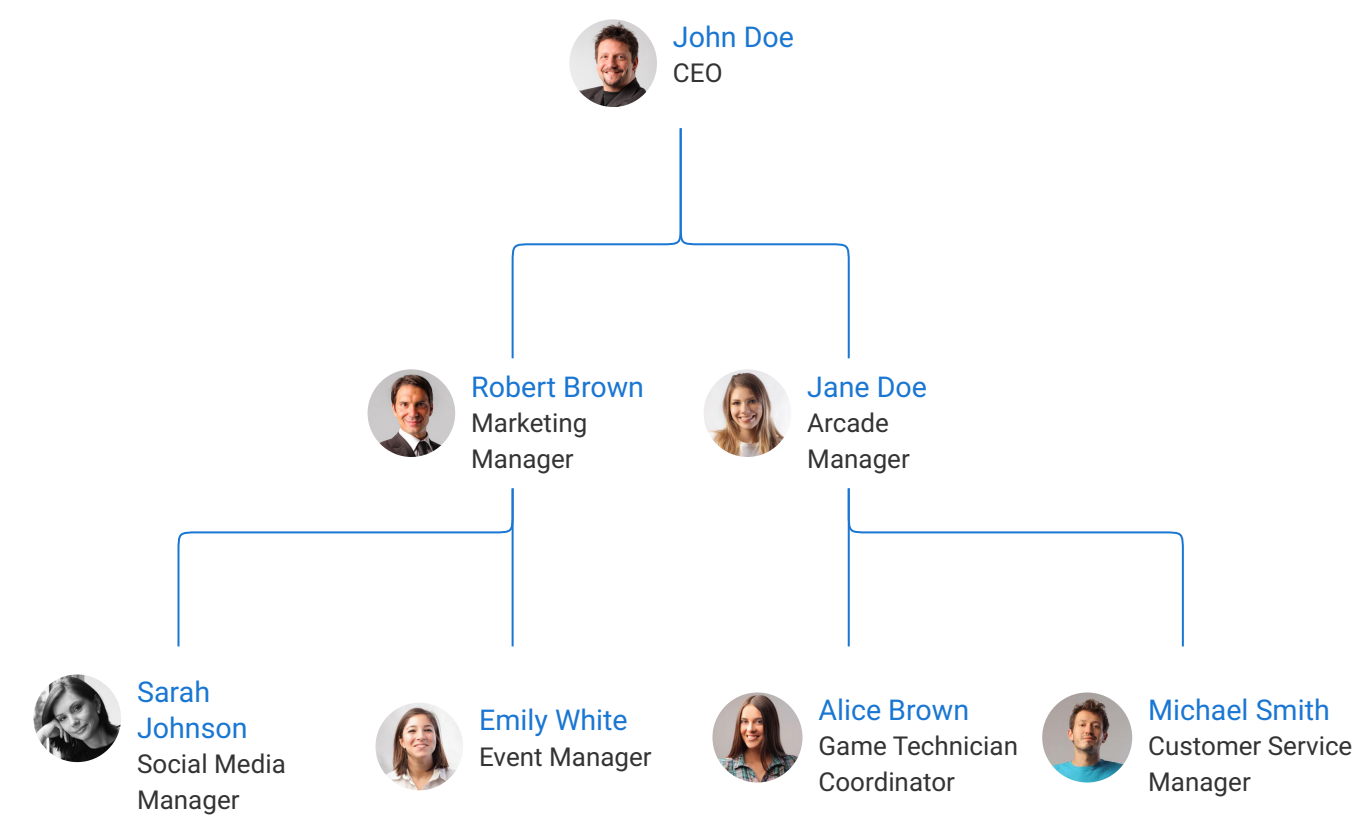 John Doe
CEO
Robert Brown
Marketing
Manager
Jane Doe
Arcade
Manager
Sarah
Johnson
Social Media
Manager
Emily White
Event Manager
Alice Brown
Game Technician
Coordinator
Michael Smith
Customer Service
Manager